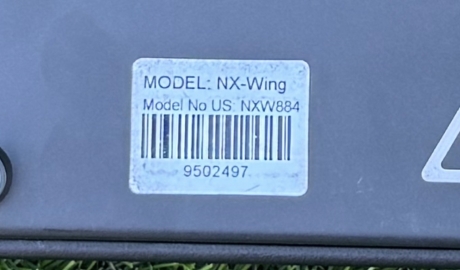 MODEL: NX-Wing
Model No US: NXW884
9502497